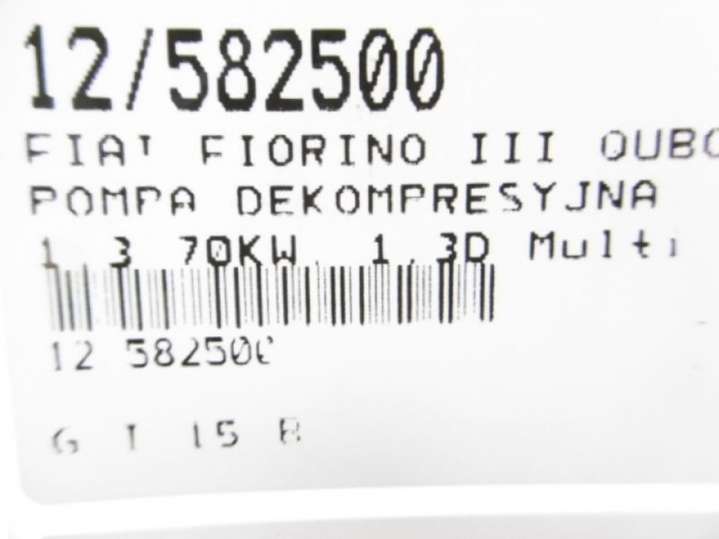 12/582500
FIAT FIORINO III QUBO
POMPA DEKOMPRESYJNA
1.3 70KW. 1.3D Multi
12 582500
G I 15 B